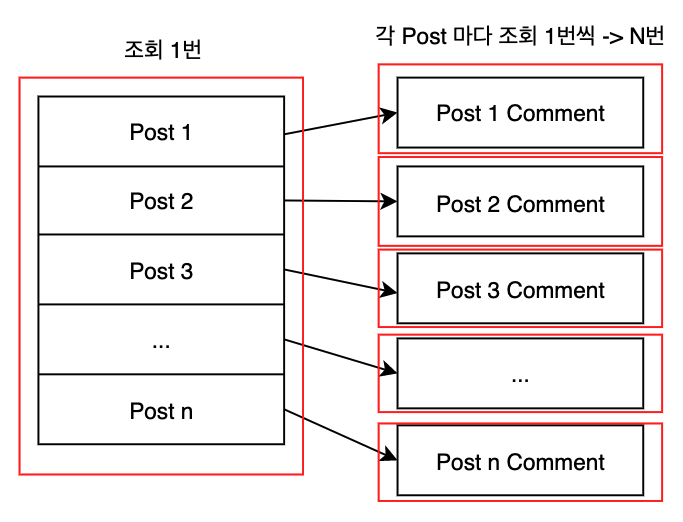 조회 1번
각 Post 마다 조회 1번씩 -> N번
Post 1
Post 2
Post 3
...
Post n
Post 1 Comment
Post 2 Comment
Post 3 Comment
...
Post n Comment